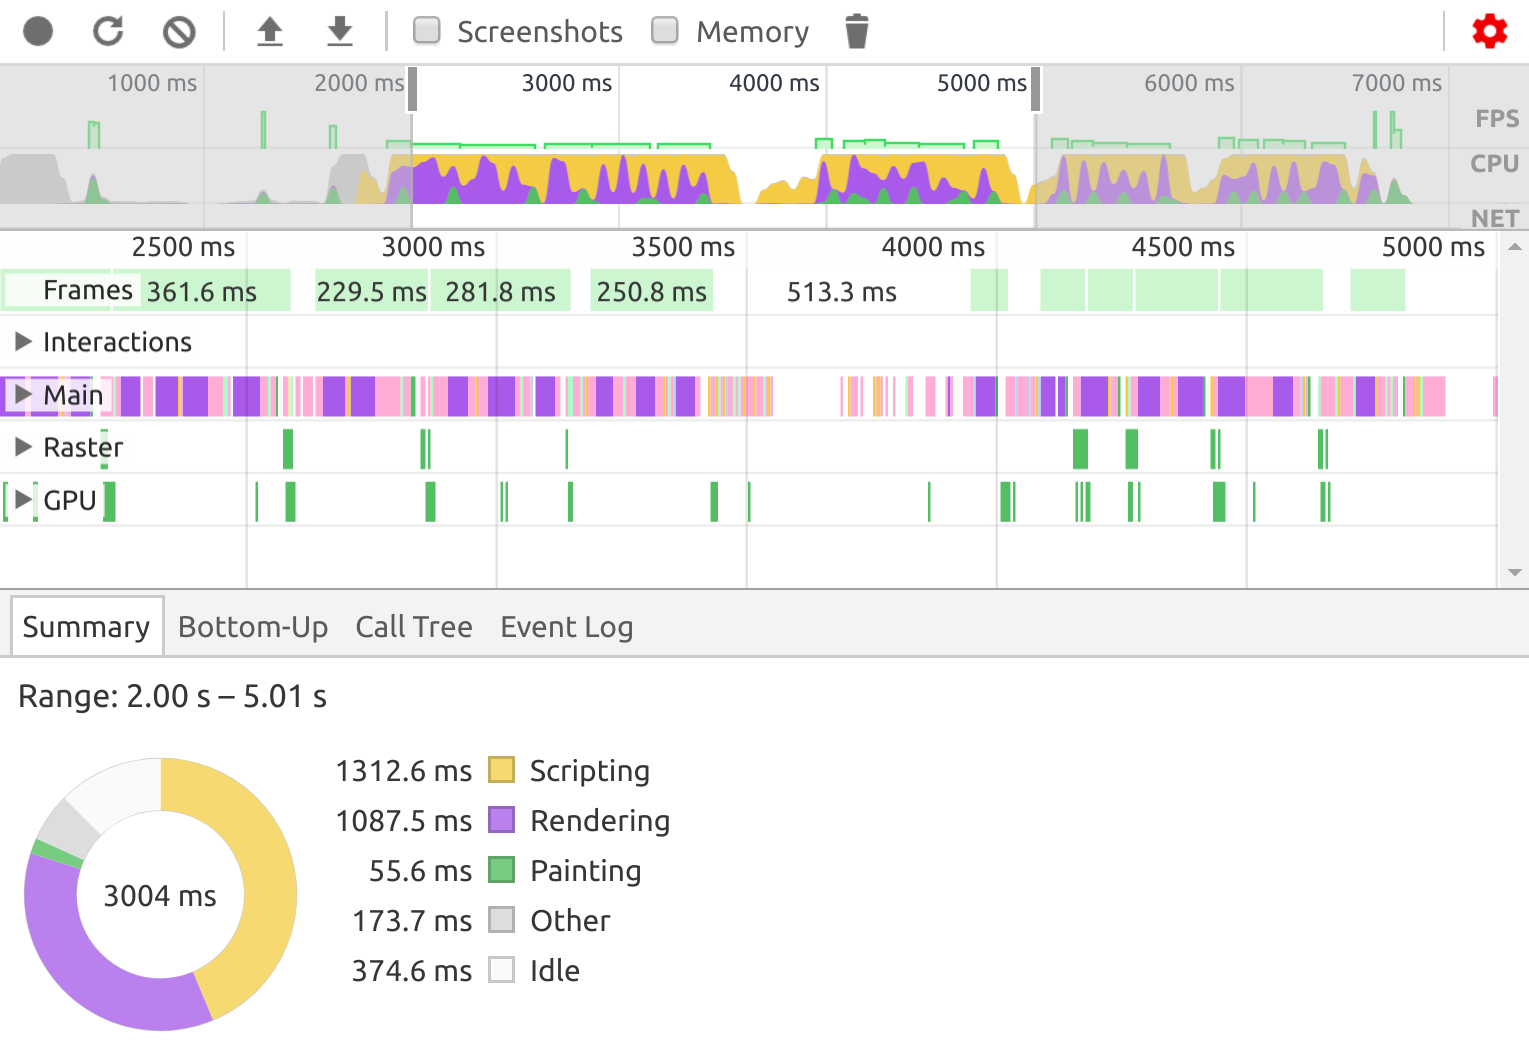 Screenshots Memory
1000 ms 2000 ms 3000 ms 4000 ms 5000 ms 6000 ms 7000 ms
FPS
CPU
NET
2500 ms 3000 ms 3500 ms 4000 ms 4500 ms 5000 ms
Frames 361.6 ms 229.5 ms 281.8 ms 250.8 ms 513.3 ms
Interactions
Main
Raster
GPU
Summary Bottom-Up Call Tree Event Log
Range: 2.00 s – 5.01 s
1312.6 ms Scripting
1087.5 ms Rendering
55.6 ms Painting
3004 ms
173.7 ms Other
374.6 ms Idle